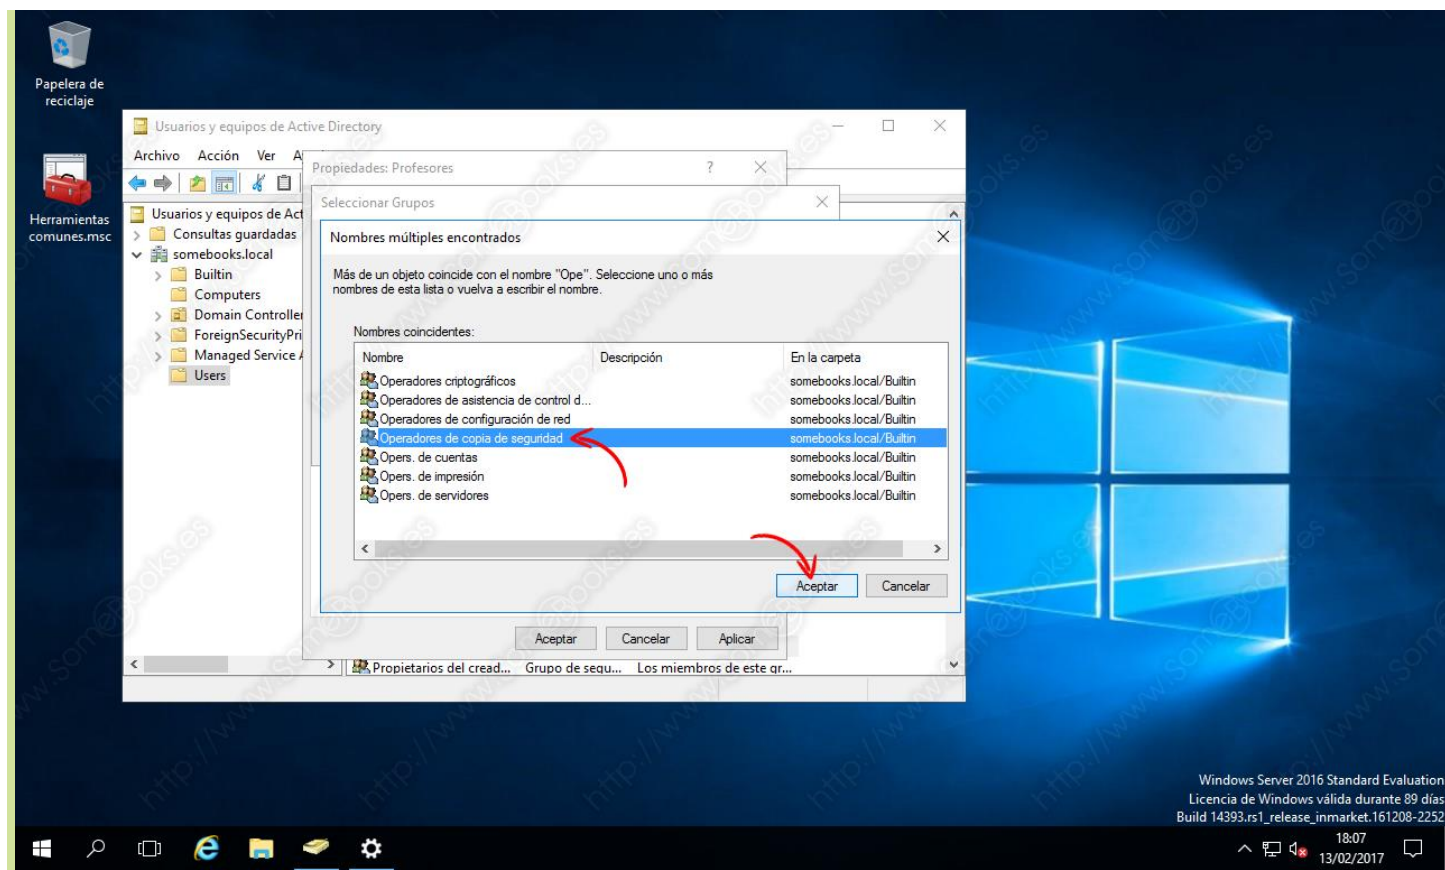 Papelera de
reciclaje
Herramientas
comunes.msc
Usuarios y equipos de Active Directory
Archivo Acción Ver A
Propiedades: Profesores
?
Seleccionar Grupos
Usuarios y equipos de Act
Consultas guardadas
somebooks.local
Builtin
Computers
Domain Controller
ForeignSecurityPri
Managed Service A
Users
Nombres múltiples encontrados
Más de un objeto coincide con el nombre "Ope". Seleccione uno o más
nombres de esta lista o vuelva a escribir el nombre.
Nombres coincidentes:
Nombre Descripción En la carpeta
Operadores criptográficos somebooks.local/Builtin
Operadores de asistencia de control d... somebooks.local/Builtin
Operadores de configuración de red somebooks.local/Builtin
Operadores de copia de seguridad somebooks.local/Builtin
Opers. de cuentas somebooks.local/Builtin
Opers. de impresión somebooks.local/Builtin
Opers. de servidores somebooks.local/Builtin
Aceptar Cancelar
Aceptar Cancelar Aplicar
Propietarios del cread... Grupo de segu... Los miembros de este gr...
http://www.SomeBooks.es
Windows Server 2016 Standard Evaluation
Licencia de Windows válida durante 89 días
Build 14393.rs1_release_inmarket.161208-2252
18:07
13/02/2017